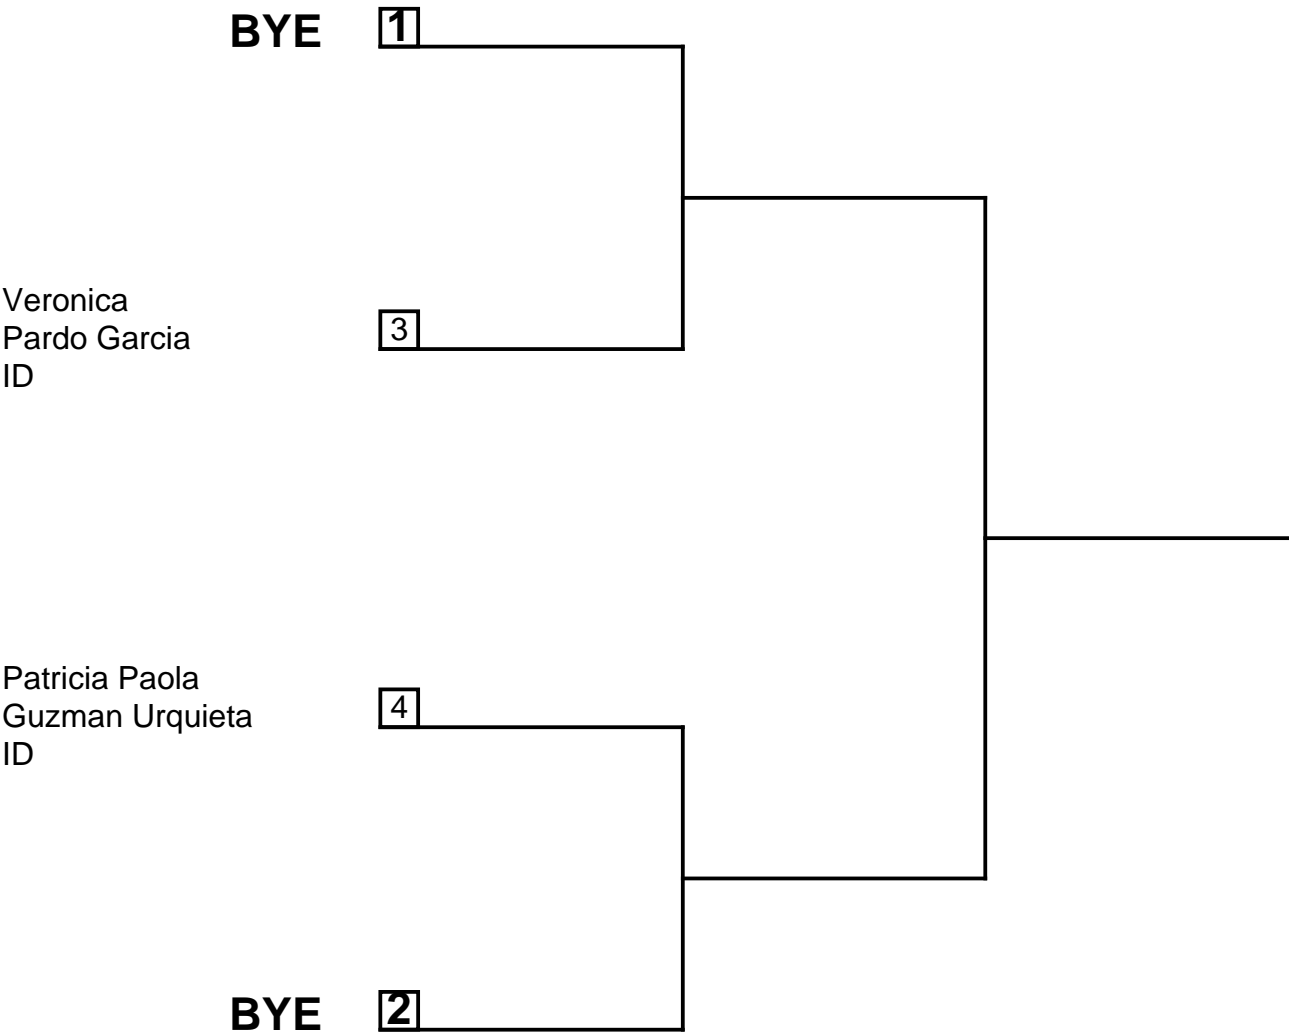 BYE 1
Veronica
Pardo Garcia
ID
3
Patricia Paola
Guzman Urquieta
ID
4
BYE 2